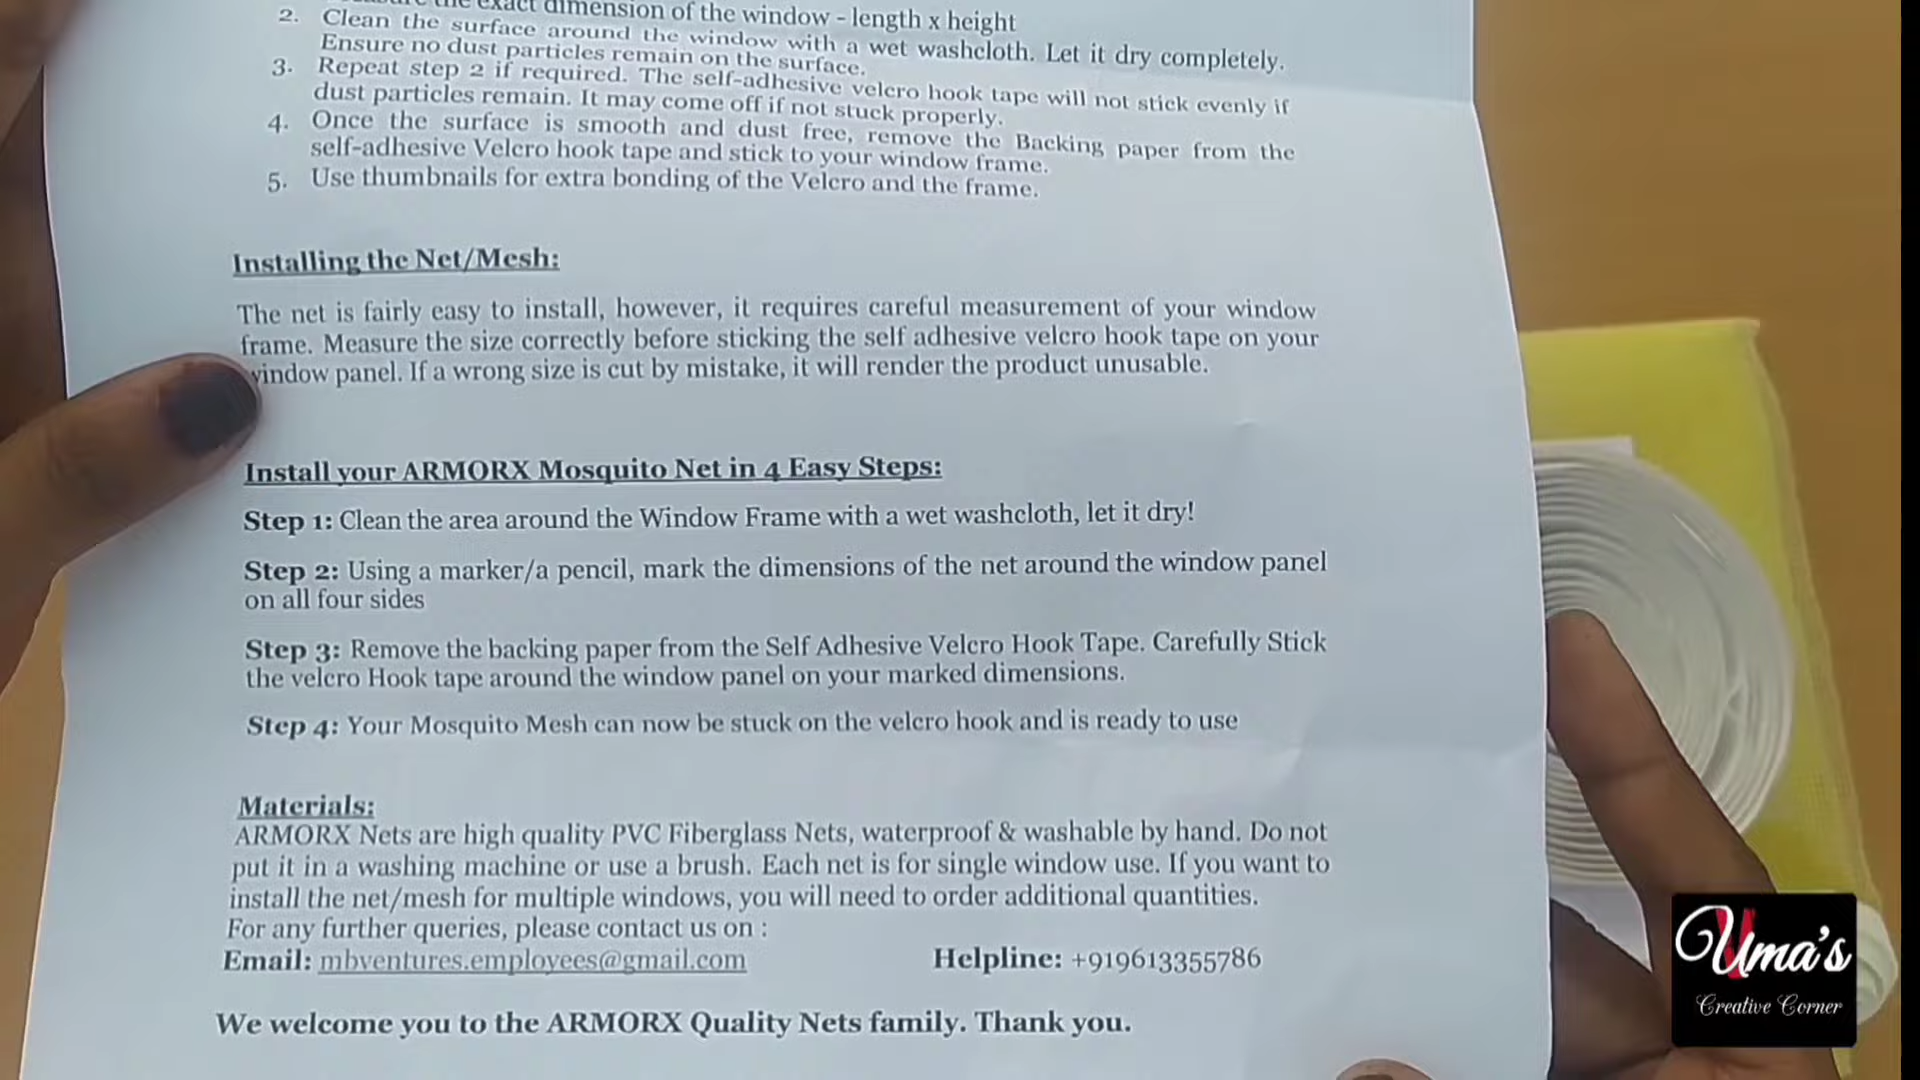 the exact dimension of the window - length x height
2. Clean the surface around the window with a wet washcloth. Let it dry completely.
Ensure no dust particles remain on the surface.
3. Repeat step 2 if required. The self-adhesive velcro hook tape will not stick evenly if
dust particles remain. It may come off if not stuck properly.
4. Once the surface is smooth and dust free, remove the Backing paper from the
self-adhesive Velcro hook tape and stick to your window frame.
5. Use thumbnails for extra bonding of the Velcro and the frame.
Installing the Net/Mesh:
The net is fairly easy to install, however, it requires careful measurement of your window
frame. Measure the size correctly before sticking the self adhesive velcro hook tape on your
window panel. If a wrong size is cut by mistake, it will render the product unusable.
Install your ARMORX Mosquito Net in 4 Easy Steps:
Step 1: Clean the area around the Window Frame with a wet washcloth, let it dry!
Step 2: Using a marker/a pencil, mark the dimensions of the net around the window panel
on all four sides
Step 3: Remove the backing paper from the Self Adhesive Velcro Hook Tape. Carefully Stick
the velcro Hook tape around the window panel on your marked dimensions.
Step 4: Your Mosquito Mesh can now be stuck on the velcro hook and is ready to use
Materials:
ARMORX Nets are high quality PVC Fiberglass Nets, waterproof & washable by hand. Do not
put it in a washing machine or use a brush. Each net is for single window use. If you want to
install the net/mesh for multiple windows, you will need to order additional quantities.
For any further queries, please contact us on :
Email: mbventures.employees@gmail.com Helpline: +919613355786
We welcome you to the ARMORX Quality Nets family. Thank you.
Uma's
Creative Corner